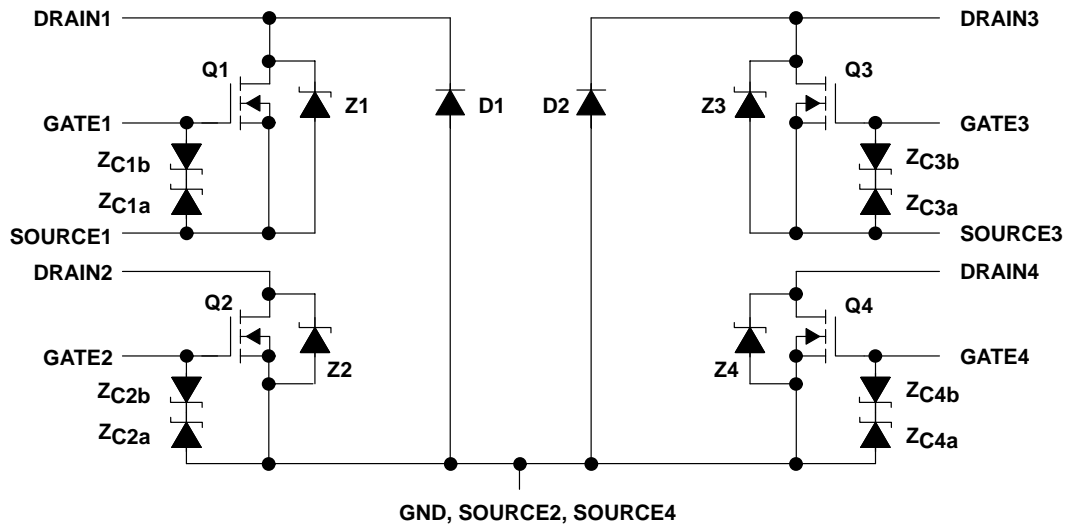 DRAIN1 DRAIN3
Q1 Q3
Z1 D1 D2 Z3
GATE1 GATE3
ZC1b ZC3b
ZC1a ZC3a
SOURCE1 SOURCE3
DRAIN2 DRAIN4
Q2 Q4
GATE2 Z2 Z4 GATE4
ZC2b ZC4b
ZC2a ZC4a
GND, SOURCE2, SOURCE4